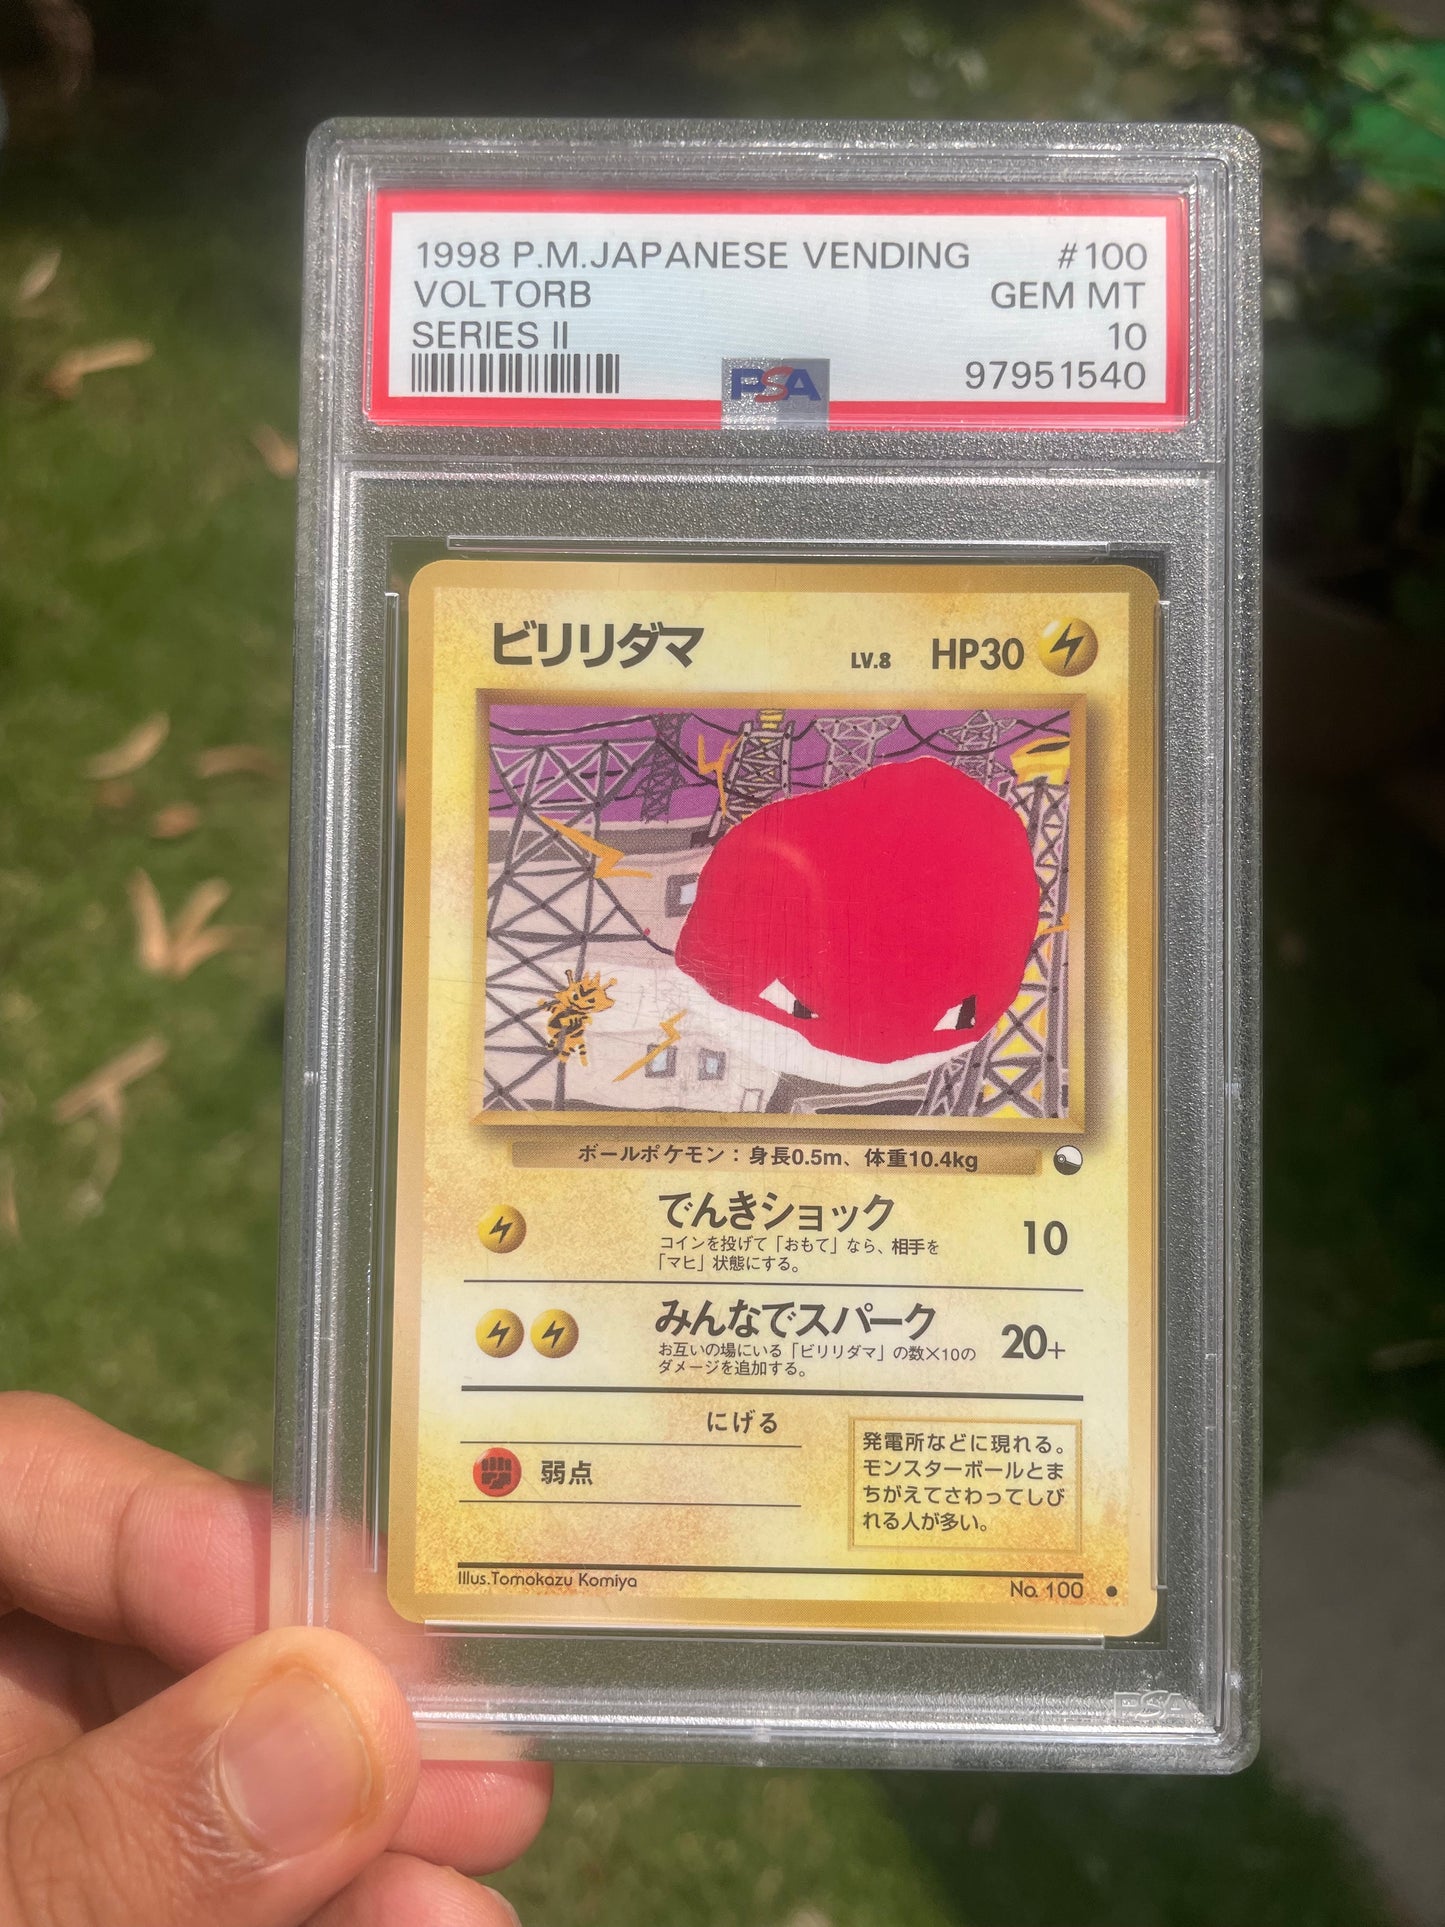 1998 P.M.JAPANESE VENDING #100
VOLTORB GEM MT
SERIES II 10
PSA 97951540
ビリリダマ LV.8 HP30
ボールポケモン：身長0.5m、体重10.4kg
でんきショック 10
コインを投げて「おもて」なら、相手を
「マヒ」状態にする。
みんなでスパーク 20+
お互いの場にいる「ビリリダマ」の数×10の
ダメージを追加する。
にげる
弱点
発電所などに現れる。
モンスターボールとま
ちがえてさわってしび
れる人が多い。
Illus.Tomokazu Komiya No. 100
PSA